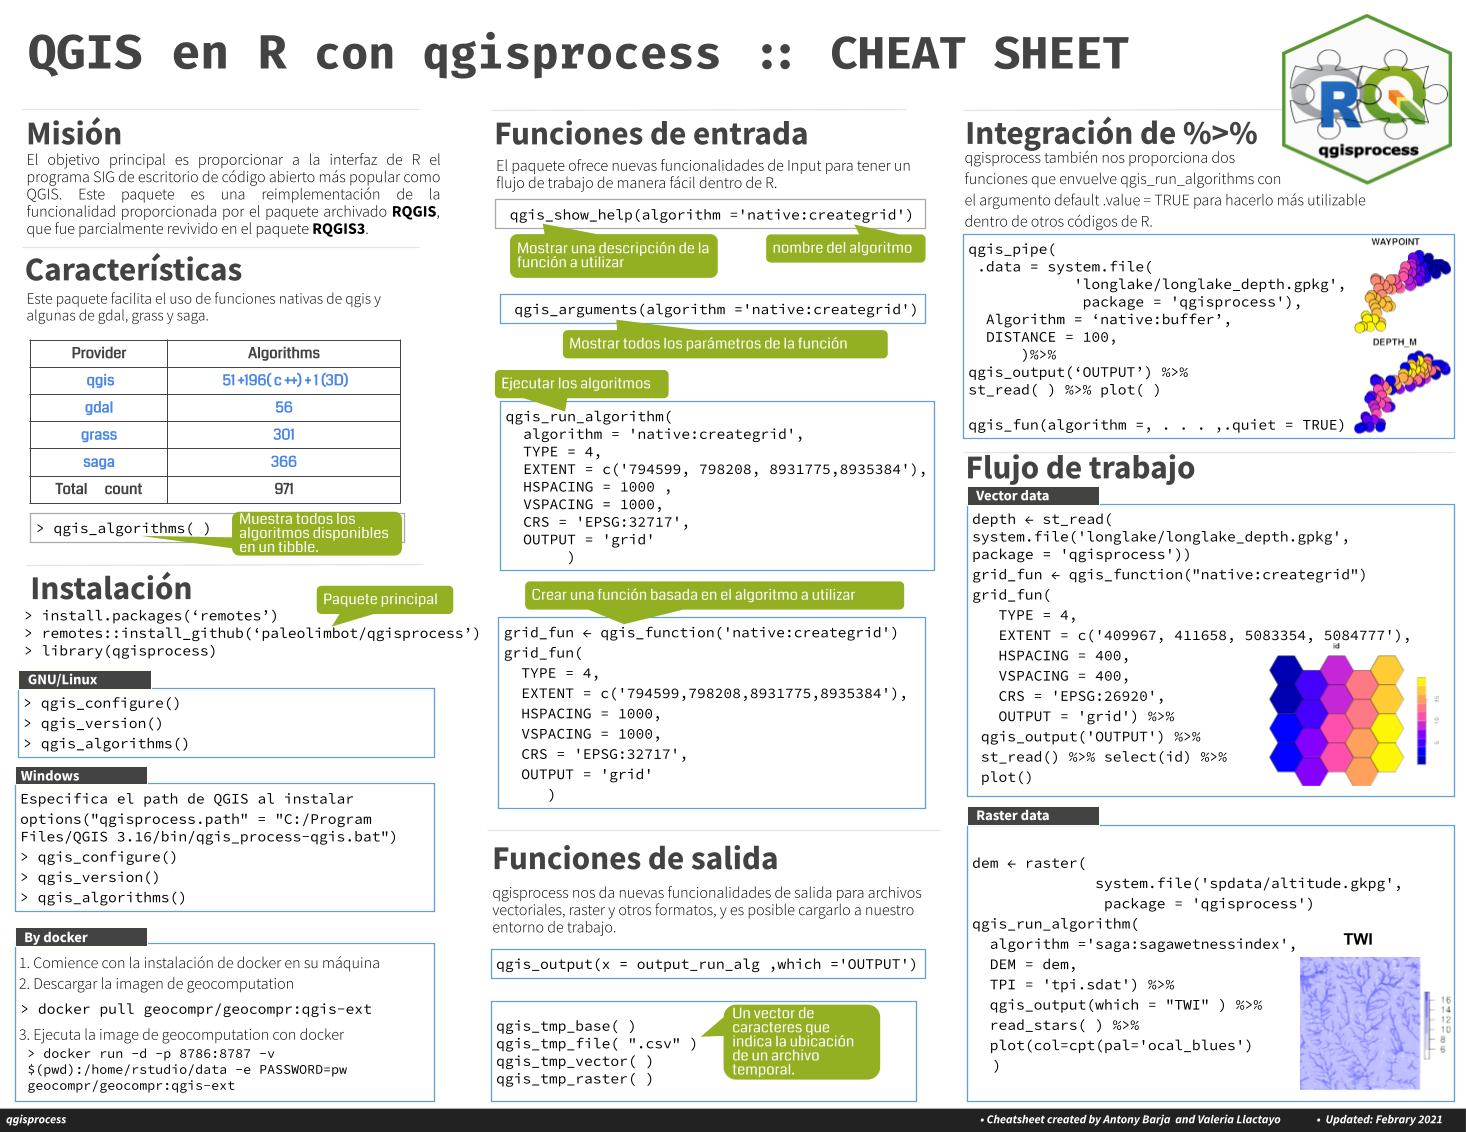 QGIS en R con qgisprocess :: CHEAT SHEET
qgisprocess
Misión
El objetivo principal es proporcionar a la interfaz de R el
programa SIG de escritorio de código abierto más popular como
QGIS. Este paquete es una reimplementación de la
funcionalidad proporcionada por el paquete archivado RQGIS,
que fue parcialmente revivido en el paquete RQGIS3.
Características
Este paquete facilita el uso de funciones nativas de qgis y
algunas de gdal, grass y saga.
Provider Algorithms
qgis 51 +196( c ++) + 1 (3D)
gdal 56
grass 301
saga 366
Total count 971
> qgis_algorithms( )
Muestra todos los
algoritmos disponibles
en un tibble.
Instalación
Paquete principal
> install.packages(‘remotes’)
> remotes::install_github(‘paleolimbot/qgisprocess’)
> library(qgisprocess)
GNU/Linux
> qgis_configure()
> qgis_version()
> qgis_algorithms()
Windows
Especifica el path de QGIS al instalar
options("qgisprocess.path" = "C:/Program
Files/QGIS 3.16/bin/qgis_process-qgis.bat")
> qgis_configure()
> qgis_version()
> qgis_algorithms()
By docker
1. Comience con la instalación de docker en su máquina
2. Descargar la imagen de geocomputation
> docker pull geocompr/geocompr:qgis-ext
3. Ejecuta la image de geocomputation con docker
> docker run -d -p 8786:8787 -v
$(pwd):/home/rstudio/data -e PASSWORD=pw
geocompr/geocompr:qgis-ext
Funciones de entrada
El paquete ofrece nuevas funcionalidades de Input para tener un
flujo de trabajo de manera fácil dentro de R.
qgis_show_help(algorithm ='native:creategrid')
Mostrar una descripción de la
función a utilizar
nombre del algoritmo
qgis_arguments(algorithm ='native:creategrid')
Mostrar todos los parámetros de la función
Ejecutar los algoritmos
qgis_run_algorithm(
algorithm = 'native:creategrid',
TYPE = 4,
EXTENT = c('794599, 798208, 8931775,8935384'),
HSPACING = 1000 ,
VSPACING = 1000,
CRS = 'EPSG:32717',
OUTPUT = 'grid'
)
Crear una función basada en el algoritmo a utilizar
grid_fun ← qgis_function('native:creategrid')
grid_fun(
TYPE = 4,
EXTENT = c('794599,798208,8931775,8935384'),
HSPACING = 1000,
VSPACING = 1000,
CRS = 'EPSG:32717',
OUTPUT = 'grid'
)
Funciones de salida
qgisprocess nos da nuevas funcionalidades de salida para archivos
vectoriales, raster y otros formatos, y es posible cargarlo a nuestro
entorno de trabajo.
qgis_output(x = output_run_alg ,which ='OUTPUT')
qgis_tmp_base( )
qgis_tmp_file( ".csv" )
qgis_tmp_vector( )
qgis_tmp_raster( )
Un vector de
caracteres que
indica la ubicación
de un archivo
temporal.
Integración de %>%
qgisprocess también nos proporciona dos
funciones que envuelve qgis_run_algorithms con
el argumento default .value = TRUE para hacerlo más utilizable
dentro de otros códigos de R.
qgis_pipe(
.data = system.file(
'longlake/longlake_depth.gpkg',
package = 'qgisprocess'),
Algorithm = ‘native:buffer’,
DISTANCE = 100,
)%>%
qgis_output(‘OUTPUT’) %>%
st_read( ) %>% plot( )
qgis_fun(algorithm =, . . . ,.quiet = TRUE)
WAYPOINT
DEPTH_M
Flujo de trabajo
Vector data
depth ← st_read(
system.file('longlake/longlake_depth.gpkg',
package = 'qgisprocess'))
grid_fun ← qgis_function("native:creategrid")
grid_fun(
TYPE = 4,
EXTENT = c('409967, 411658, 5083354, 5084777'),
HSPACING = 400,
VSPACING = 400,
CRS = 'EPSG:26920',
OUTPUT = 'grid') %>%
qgis_output('OUTPUT') %>%
st_read() %>% select(id) %>%
plot()
id
15
10
5
Raster data
dem ← raster(
system.file('spdata/altitude.gkpg',
package = 'qgisprocess')
qgis_run_algorithm(
algorithm ='saga:sagawetnessindex',
DEM = dem,
TPI = 'tpi.sdat') %>%
qgis_output(which = "TWI" ) %>%
read_stars( ) %>%
plot(col=cpt(pal='ocal_blues')
)
TWI
16
14
12
10
8
6
qgisprocess
• Cheatsheet created by Antony Barja and Valeria Llactayo • Updated: Febrary 2021